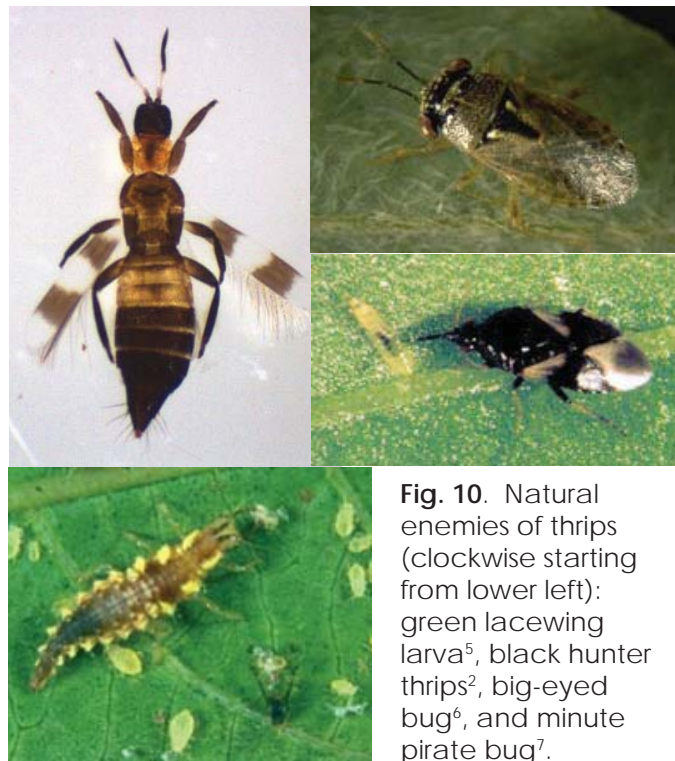 Fig. 10. Natural
enemies of thrips
(clockwise starting
from lower left):
green lacewing
larva⁵, black hunter
thrips², big-eyed
bug⁶, and minute
pirate bug⁷.